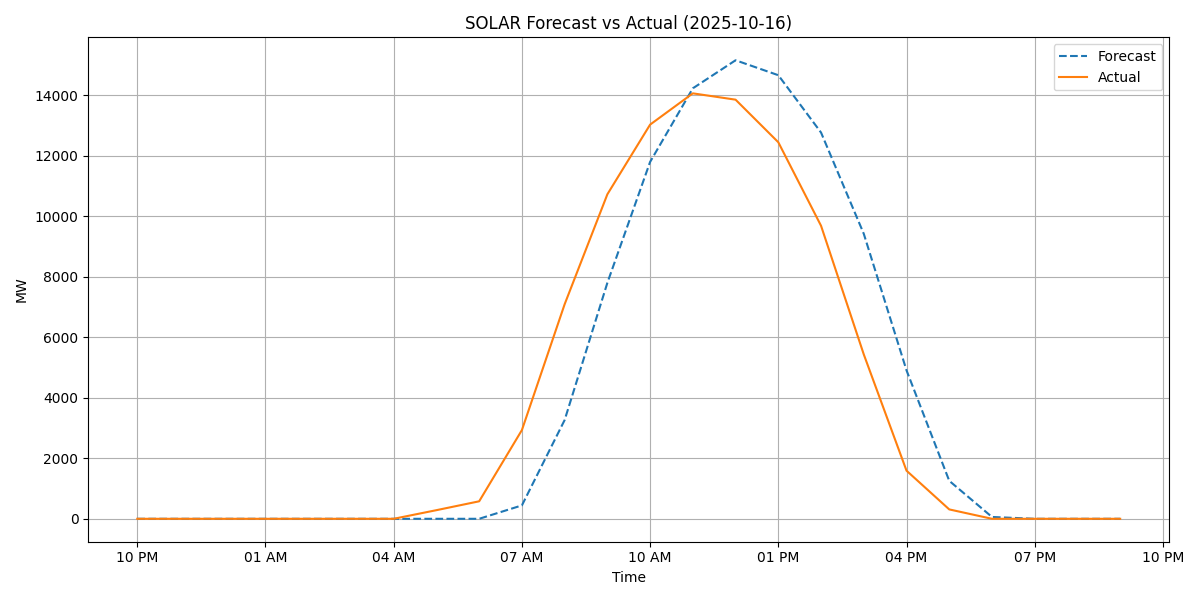 SOLAR Forecast vs Actual (2025-10-16)
Forecast
Actual
14000
12000
10000
8000
6000
4000
2000
0
MW
10 PM 01 AM 04 AM 07 AM 10 AM 01 PM 04 PM 07 PM 10 PM
Time